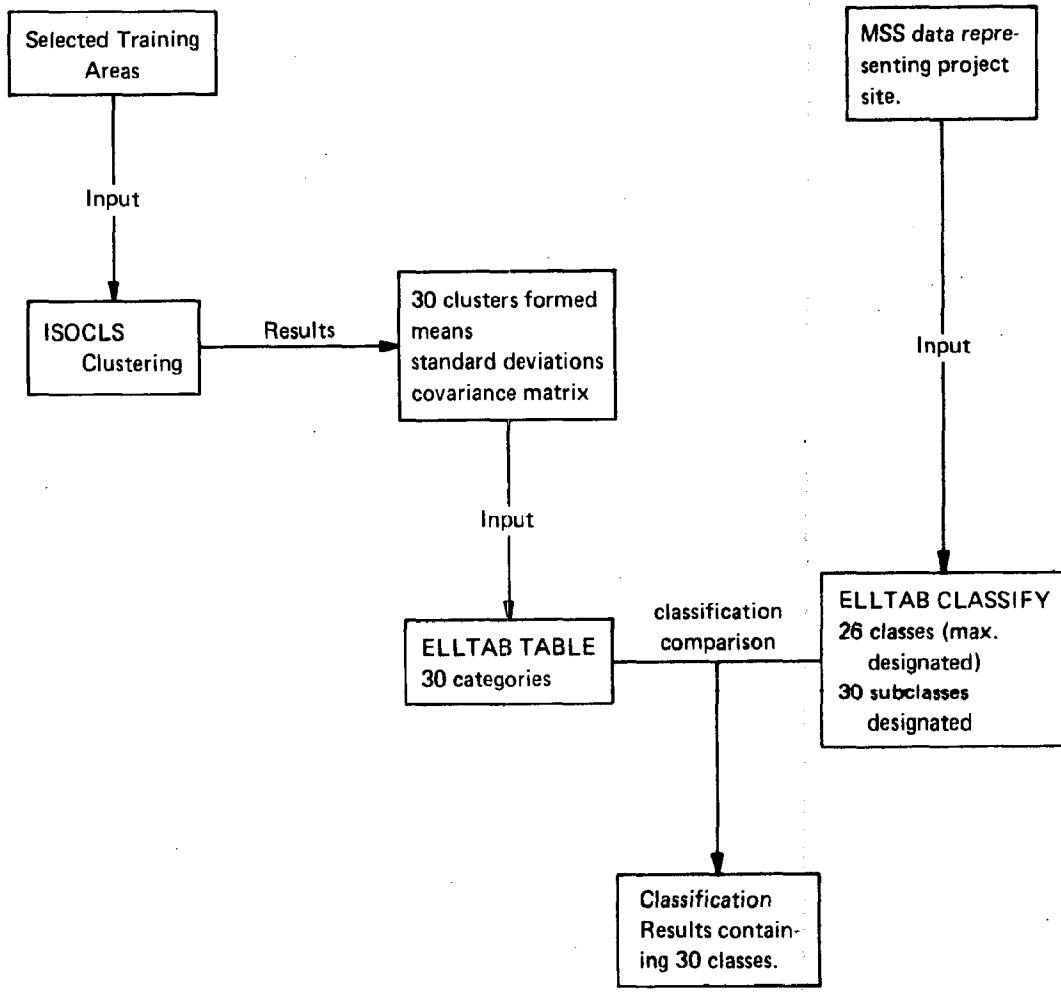 Selected Training
Areas
MSS data repre-
senting project
site.
Input
ISOCLS
Clustering
Results
30 clusters formed
means
standard deviations
covariance matrix
Input
Input
ELLTAB TABLE
30 categories
classification
comparison
ELLTAB CLASSIFY
26 classes (max.
designated)
30 subclasses
designated
Classification
Results contain-
ing 30 classes.